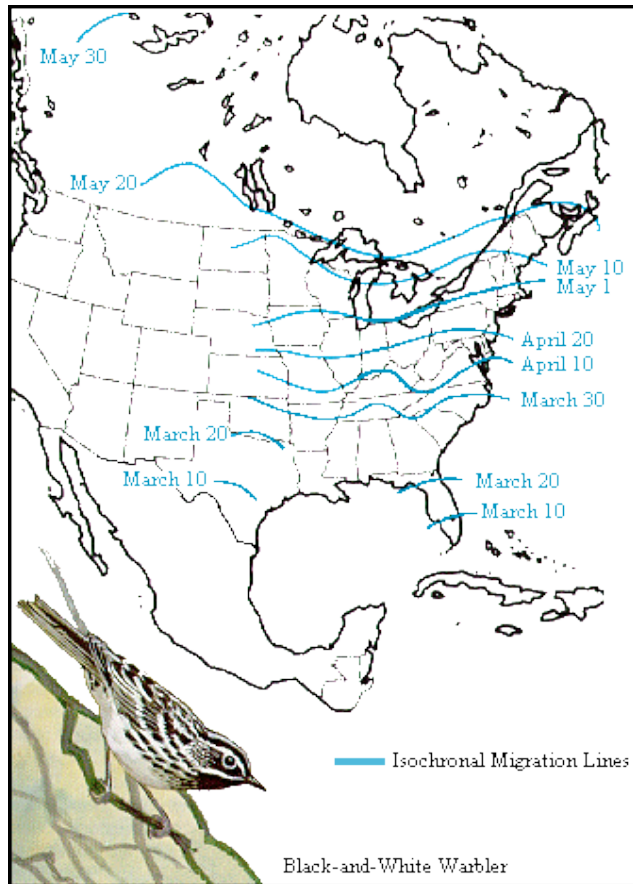 May 30
May 20
May 10
May 1
April 20
April 10
March 30
March 20
March 10
March 20
March 10
Isochronal Migration Lines
Black-and-White Warbler